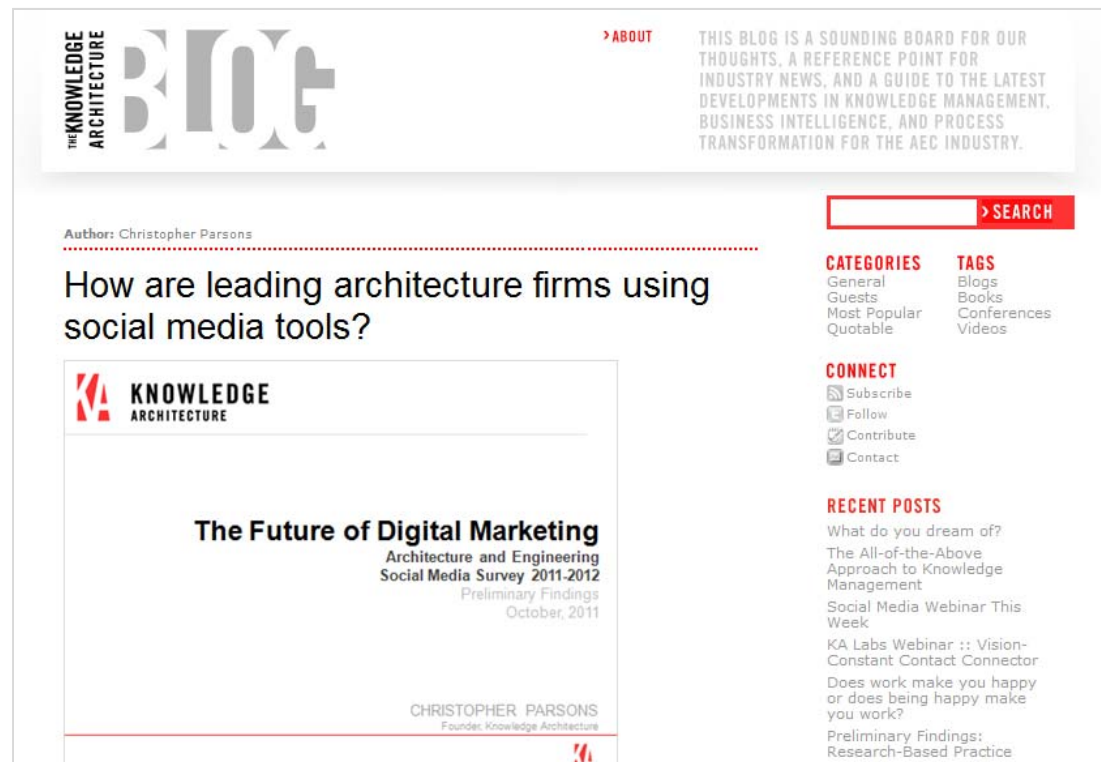 THE KNOWLEDGE
ARCHITECTURE
BLOG
> ABOUT
THIS BLOG IS A SOUNDING BOARD FOR OUR
THOUGHTS, A REFERENCE POINT FOR
INDUSTRY NEWS, AND A GUIDE TO THE LATEST
DEVELOPMENTS IN KNOWLEDGE MANAGEMENT,
BUSINESS INTELLIGENCE, AND PROCESS
TRANSFORMATION FOR THE AEC INDUSTRY.
Author: Christopher Parsons
How are leading architecture firms using
social media tools?
KA KNOWLEDGE
ARCHITECTURE
The Future of Digital Marketing
Architecture and Engineering
Social Media Survey 2011-2012
Preliminary Findings
October, 2011
CHRISTOPHER PARSONS
Founder, Knowledge Architecture
KA
> SEARCH
CATEGORIES
General
Guests
Most Popular
Quotable
TAGS
Blogs
Books
Conferences
Videos
CONNECT
Subscribe
Follow
Contribute
Contact
RECENT POSTS
What do you dream of?
The All-of-the-Above
Approach to Knowledge
Management
Social Media Webinar This
Week
KA Labs Webinar :: Vision-
Constant Contact Connector
Does work make you happy
or does being happy make
you work?
Preliminary Findings:
Research-Based Practice